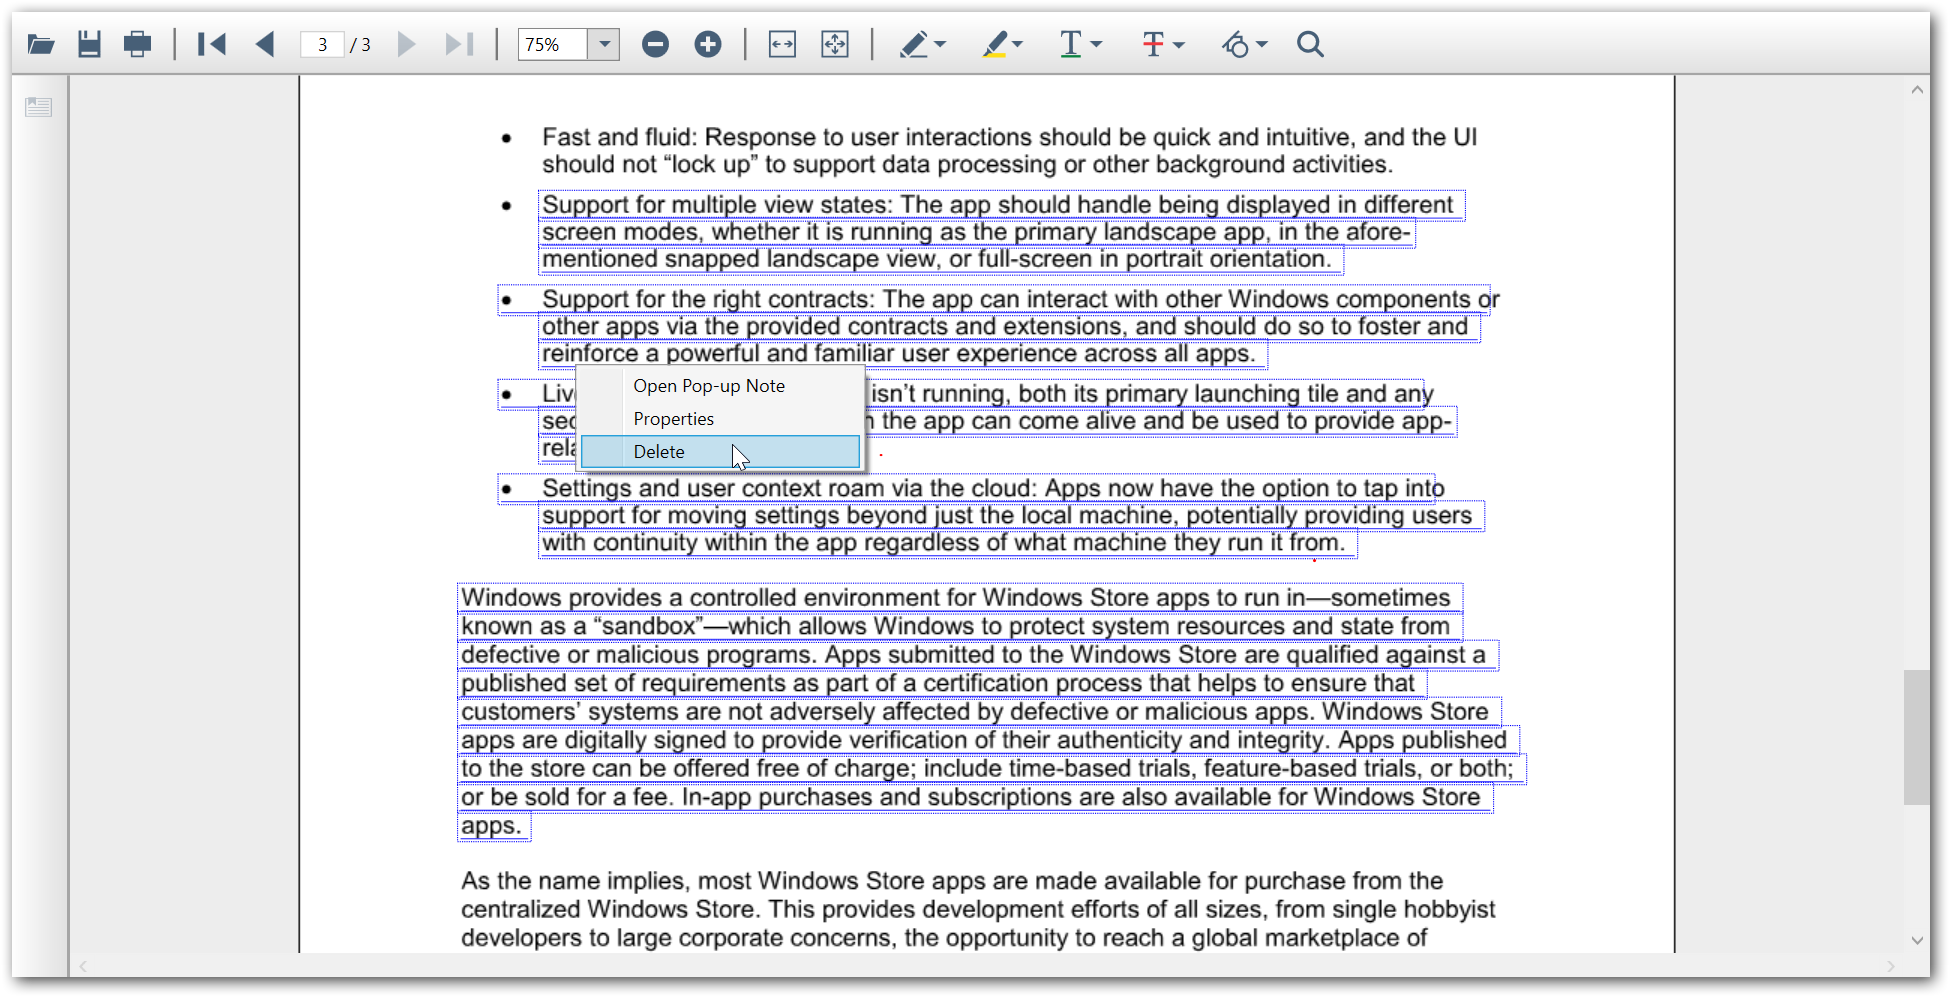 3 / 3
75%
T
T
• Fast and fluid: Response to user interactions should be quick and intuitive, and the UI
should not “lock up” to support data processing or other background activities.
• Support for multiple view states: The app should handle being displayed in different
screen modes, whether it is running as the primary landscape app, in the afore-
mentioned snapped landscape view, or full-screen in portrait orientation.
• Support for the right contracts: The app can interact with other Windows components or
other apps via the provided contracts and extensions, and should do so to foster and
reinforce a powerful and familiar user experience across all apps.
Open Pop-up Note
Properties
Delete
• isn’t running, both its primary launching tile and any
the app can come alive and be used to provide app-
• Settings and user context roam via the cloud: Apps now have the option to tap into
support for moving settings beyond just the local machine, potentially providing users
with continuity within the app regardless of what machine they run it from.
Windows provides a controlled environment for Windows Store apps to run in—sometimes
known as a “sandbox”—which allows Windows to protect system resources and state from
defective or malicious programs. Apps submitted to the Windows Store are qualified against a
published set of requirements as part of a certification process that helps to ensure that
customers’ systems are not adversely affected by defective or malicious apps. Windows Store
apps are digitally signed to provide verification of their authenticity and integrity. Apps published
to the store can be offered free of charge; include time-based trials, feature-based trials, or both;
or be sold for a fee. In-app purchases and subscriptions are also available for Windows Store
apps.
As the name implies, most Windows Store apps are made available for purchase from the
centralized Windows Store. This provides development efforts of all sizes, from single hobbyist
developers to large corporate concerns, the opportunity to reach a global marketplace of